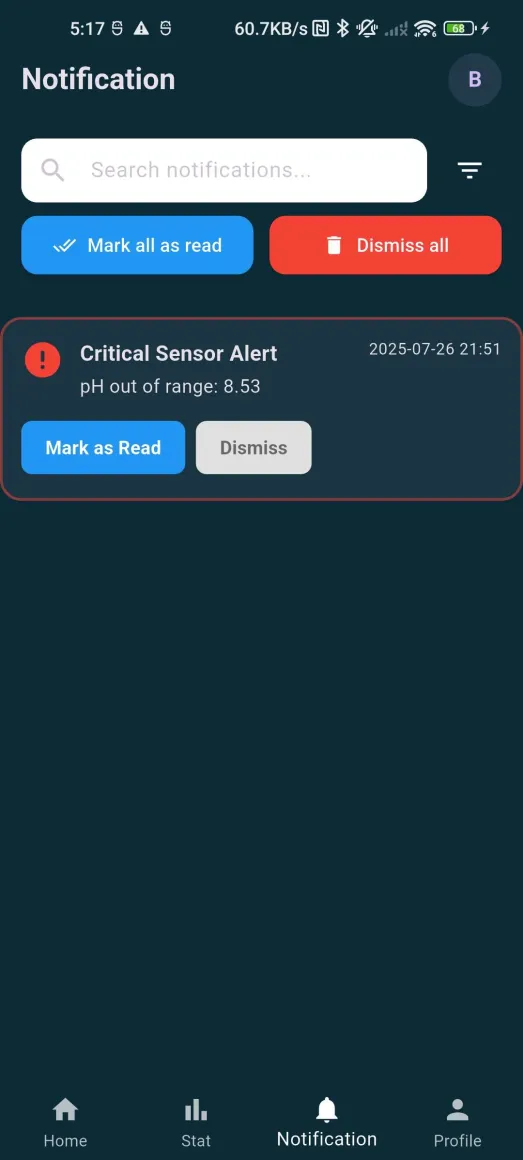 5:17 60.7KB/s 68
Notification B
Search notifications...
Mark all as read Dismiss all
Critical Sensor Alert 2025-07-26 21:51
pH out of range: 8.53
Mark as Read Dismiss
Home Stat Notification Profile